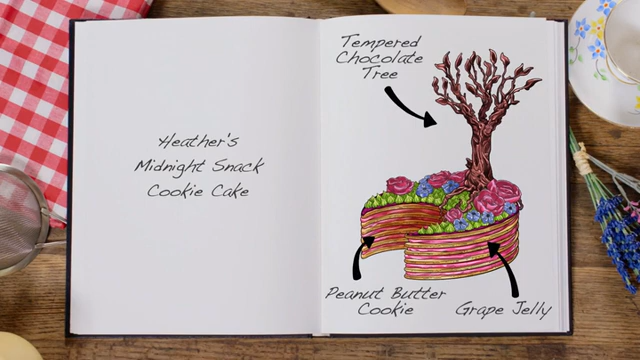 Heather's
Midnight Snack
Cookie Cake
Tempered
Chocolate
Tree
Peanut Butter
Cookie
Grape Jelly